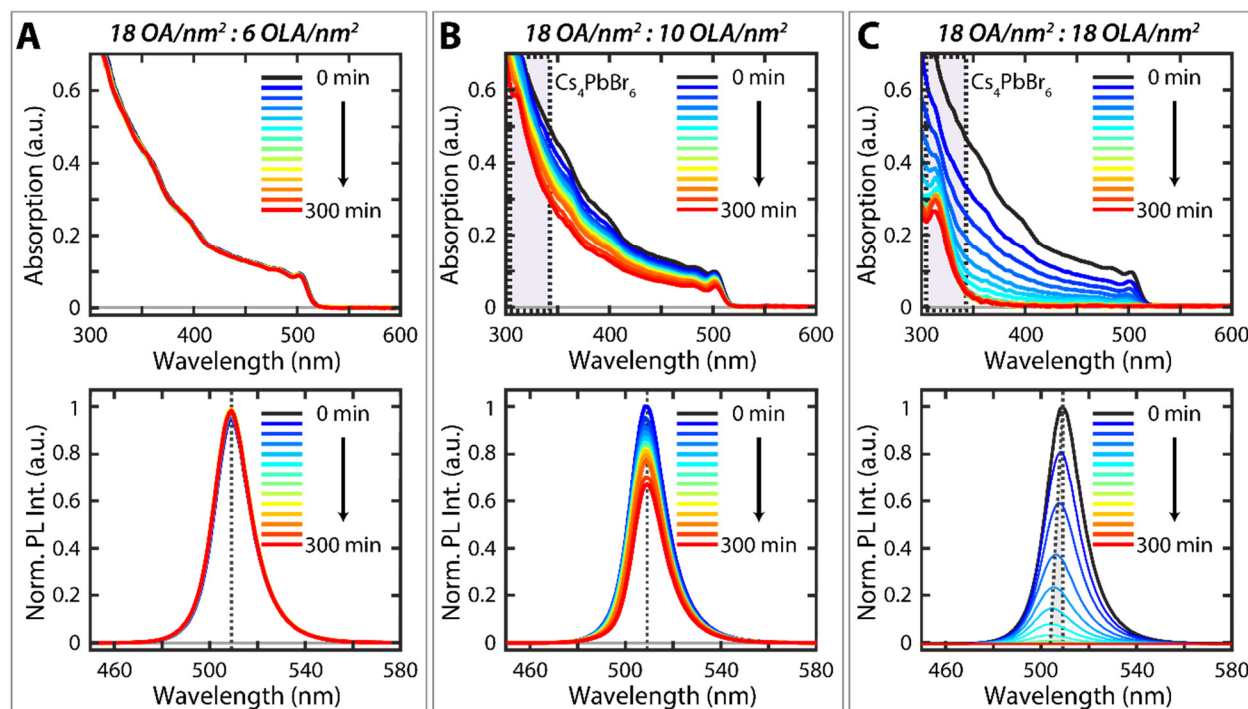 A
18 OA/nm² : 6 OLA/nm²
0.6
0.4
0.2
0
Absorption (a.u.)
0 min
300 min
300 400 500 600
Wavelength (nm)
1
0.8
0.6
0.4
0.2
0
Norm. PL Int. (a.u.)
0 min
300 min
460 500 540 580
Wavelength (nm)
B
18 OA/nm² : 10 OLA/nm²
0.6
0.4
0.2
0
Absorption (a.u.)
Cs₄PbBr₆
0 min
300 min
300 400 500 600
Wavelength (nm)
1
0.8
0.6
0.4
0.2
0
Norm. PL Int. (a.u.)
0 min
300 min
460 500 540 580
Wavelength (nm)
C
18 OA/nm² : 18 OLA/nm²
0.6
0.4
0.2
0
Absorption (a.u.)
Cs₄PbBr₆
0 min
300 min
300 400 500 600
Wavelength (nm)
1
0.8
0.6
0.4
0.2
0
Norm. PL Int. (a.u.)
0 min
300 min
460 500 540 580
Wavelength (nm)